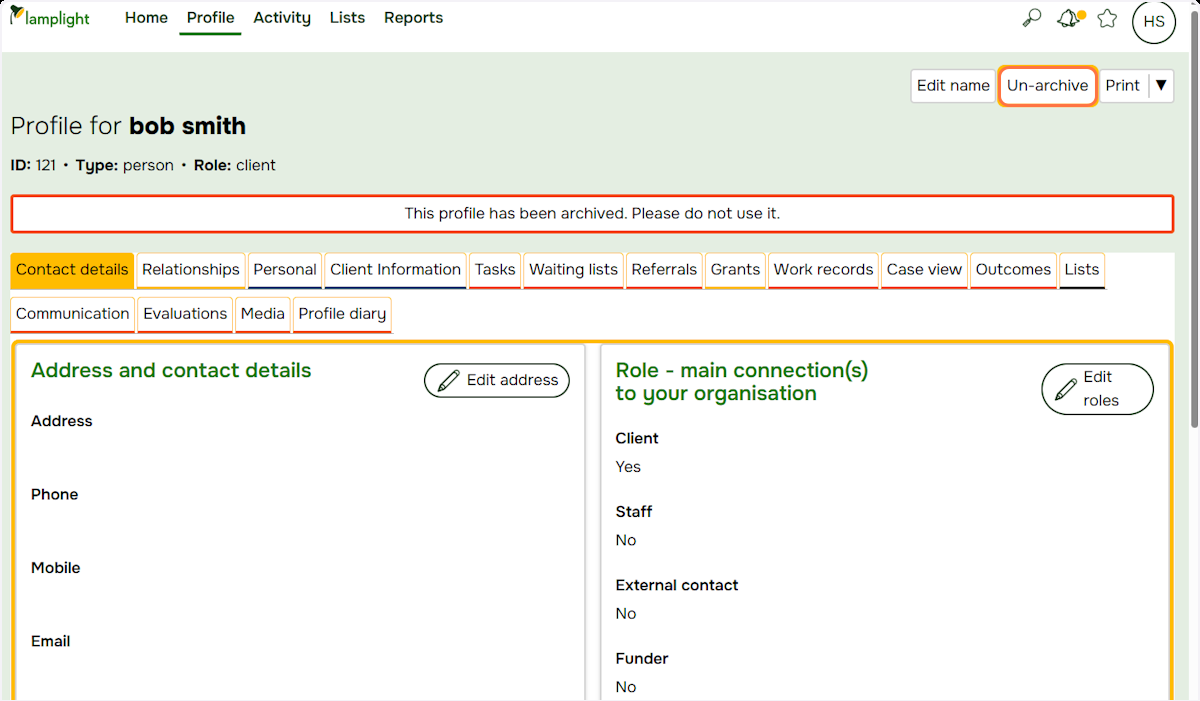 lamplight Home Profile Activity Lists Reports HS
Edit name Un-archive Print ▼
Profile for bob smith
ID: 121 • Type: person • Role: client
This profile has been archived. Please do not use it.
Contact details Relationships Personal Client Information Tasks Waiting lists Referrals Grants Work records Case view Outcomes Lists
Communication Evaluations Media Profile diary
Address and contact details
Edit address
Address
Phone
Mobile
Email
Role - main connection(s)
to your organisation
Edit
roles
Client
Yes
Staff
No
External contact
No
Funder
No